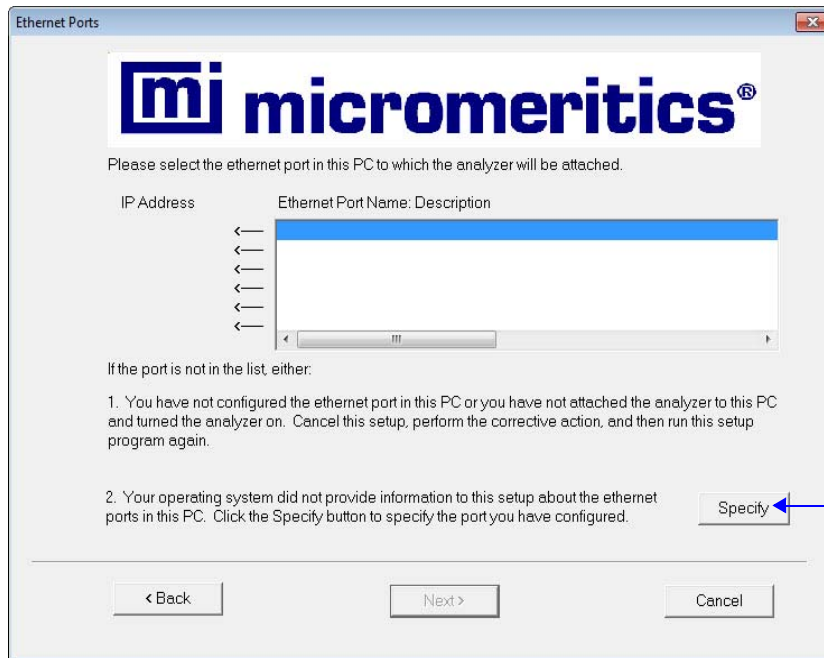 Ethernet Ports
mi micromeritics®
Please select the ethernet port in this PC to which the analyzer will be attached.
IP Address Ethernet Port Name: Description
If the port is not in the list, either:
1. You have not configured the ethernet port in this PC or you have not attached the analyzer to this PC
and turned the analyzer on. Cancel this setup, perform the corrective action, and then run this setup
program again.
2. Your operating system did not provide information to this setup about the ethernet
ports in this PC. Click the Specify button to specify the port you have configured.
Specify
< Back Next > Cancel